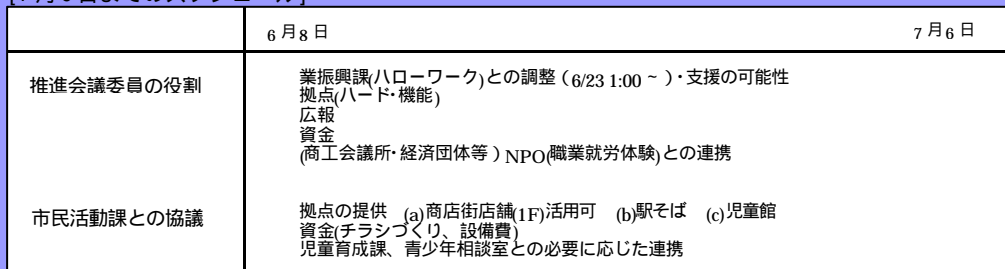 6月8日 7月6日
推進会議委員の役割
業振興課(ハローワーク)との調整(6/23 1:00~)・支援の可能性
拠点(ハード・機能)
広報
資金
(商工会議所・経済団体等)NPO(職業就労体験)との連携
市民活動課との協議
拠点の提供 (a)商店街店舗(1F)活用可 (b)駅そば (c)児童館
資金(チラシづくり、設備費)
児童育成課、青少年相談室との必要に応じた連携